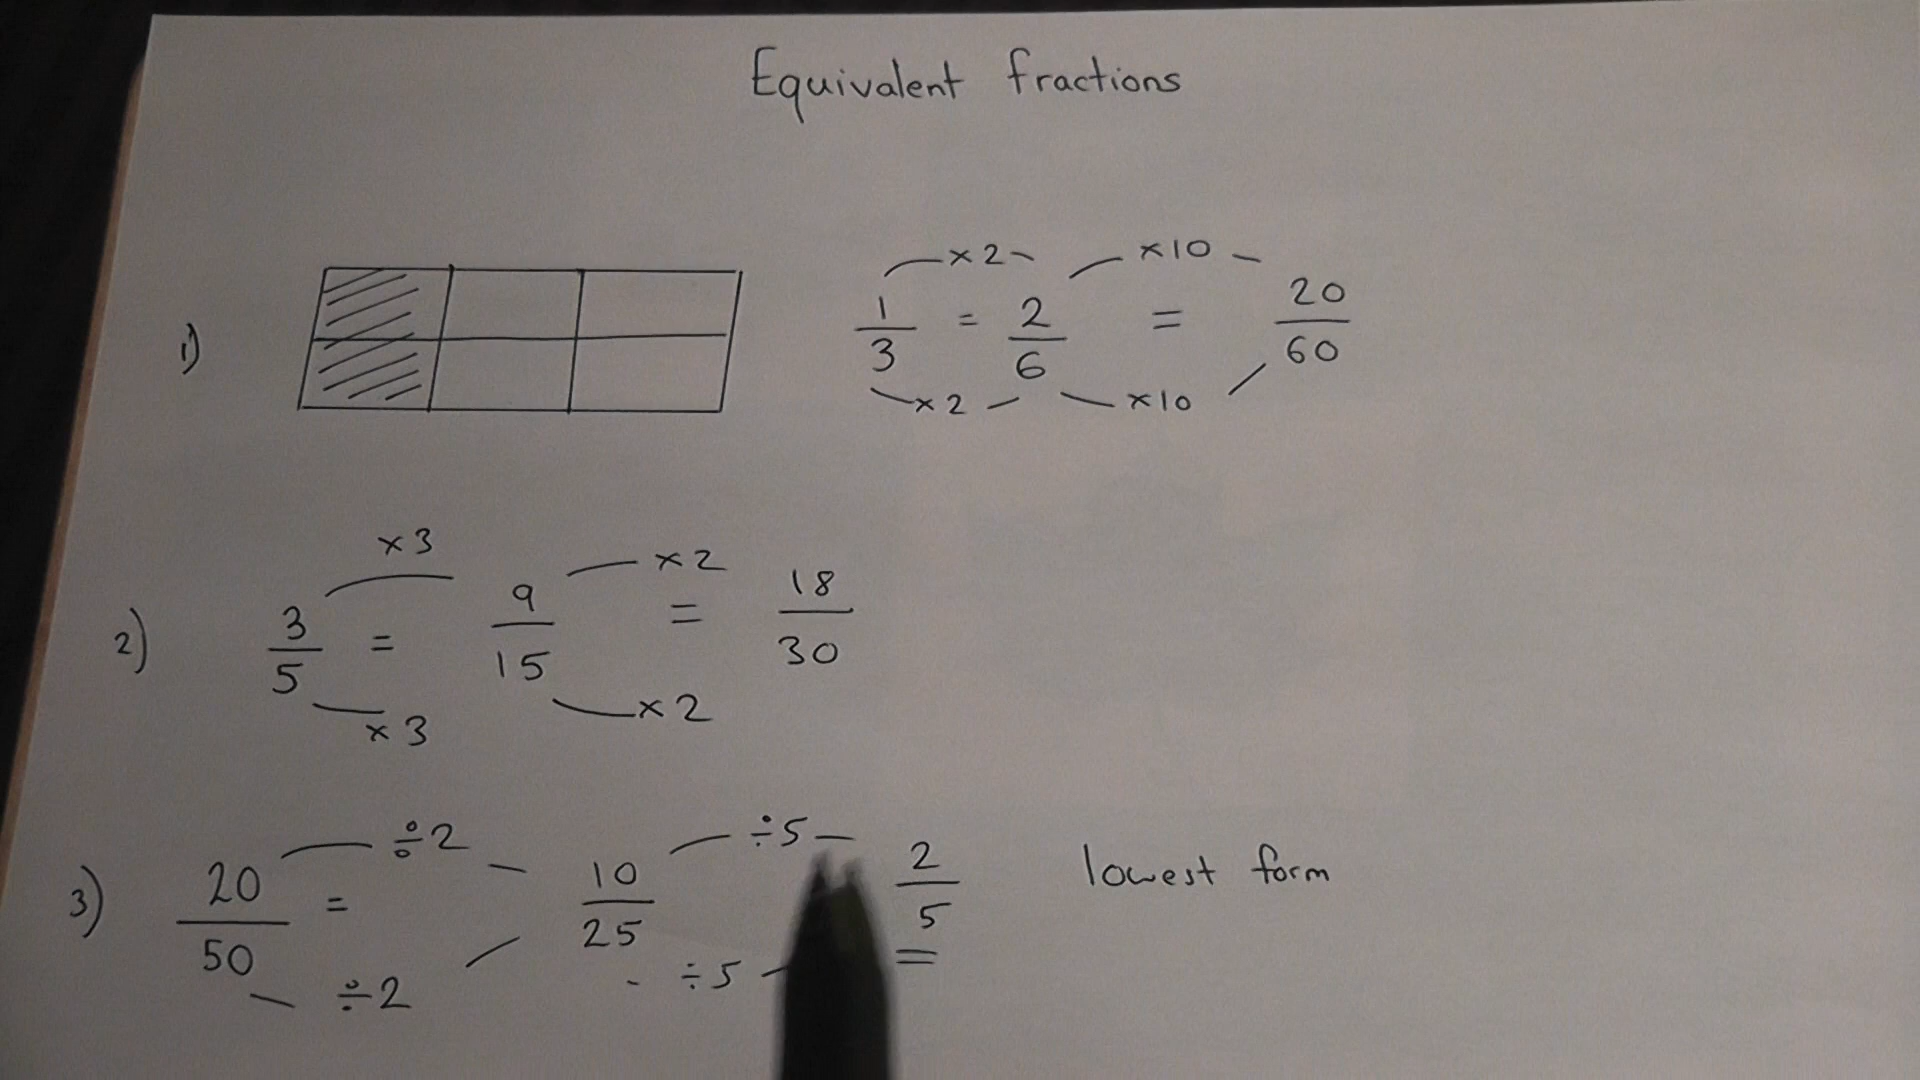 Equivalent fractions
1)
×2 ×10
1/3 = 2/6 = 20/60
×2 ×10
2)
×3 ×2
3/5 = 9/15 = 18/30
×3 ×2
3)
÷2 ÷5
20/50 = 10/25 2/5 lowest form
÷2 ÷5 =